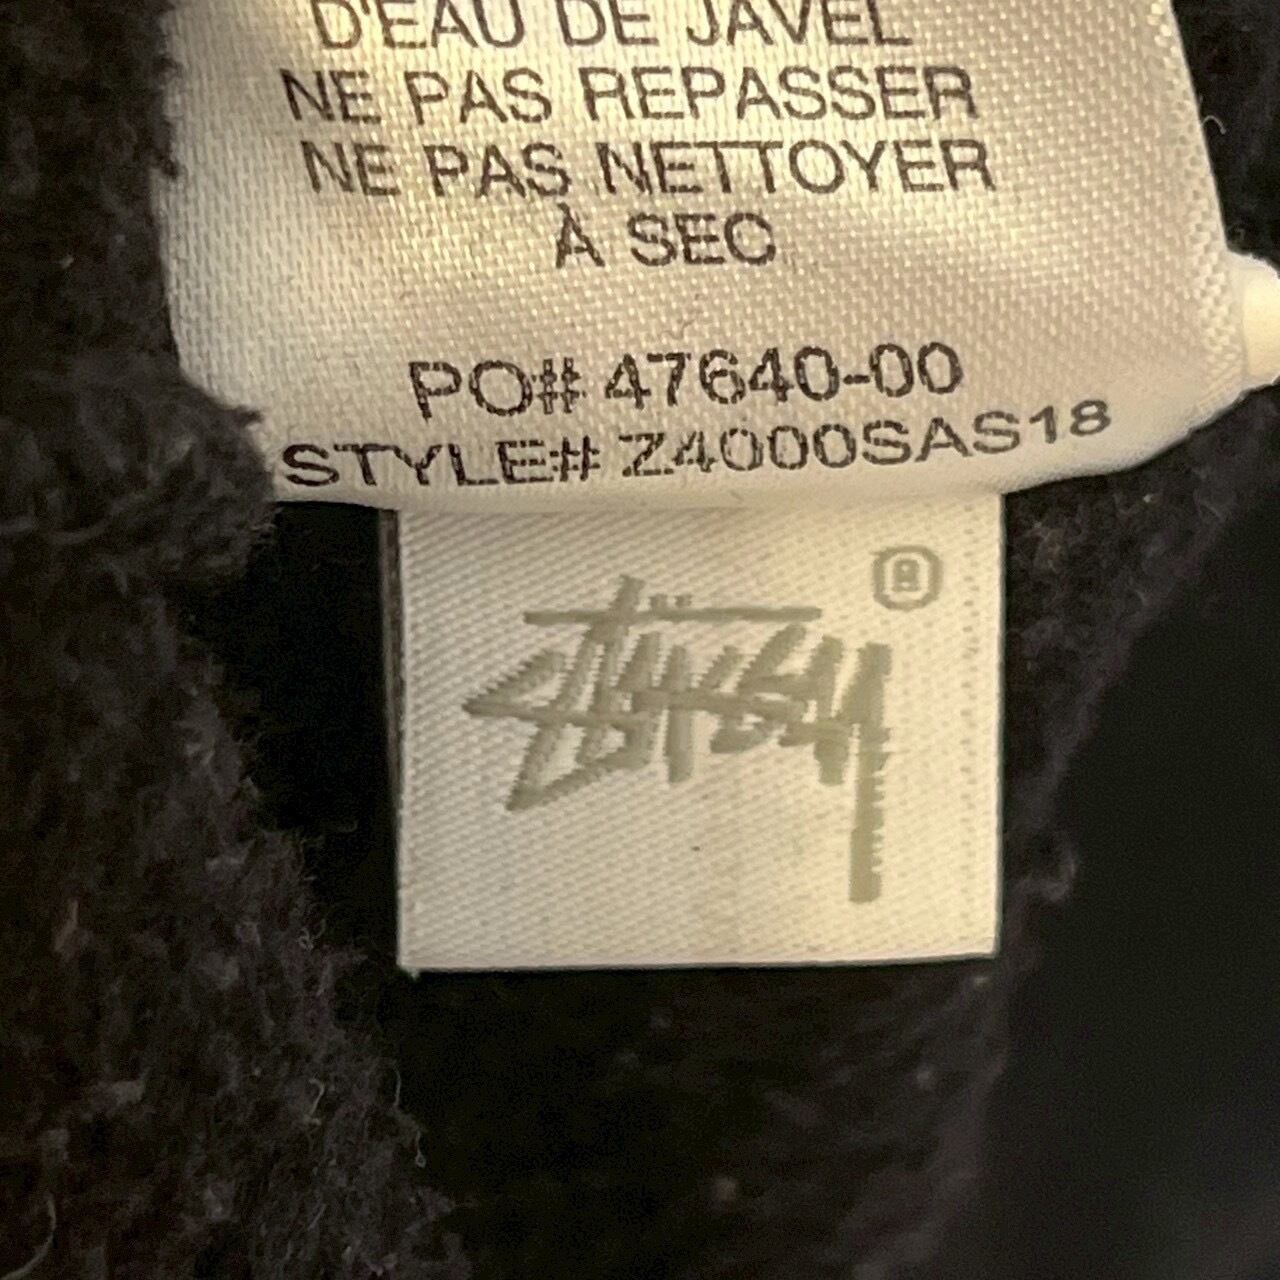 D'EAU DE JAVEL
NE PAS REPASSER
NE PAS NETTOYER
À SEC
PO# 47640-00
STYLE# Z4000SAS18
®
Stüssy